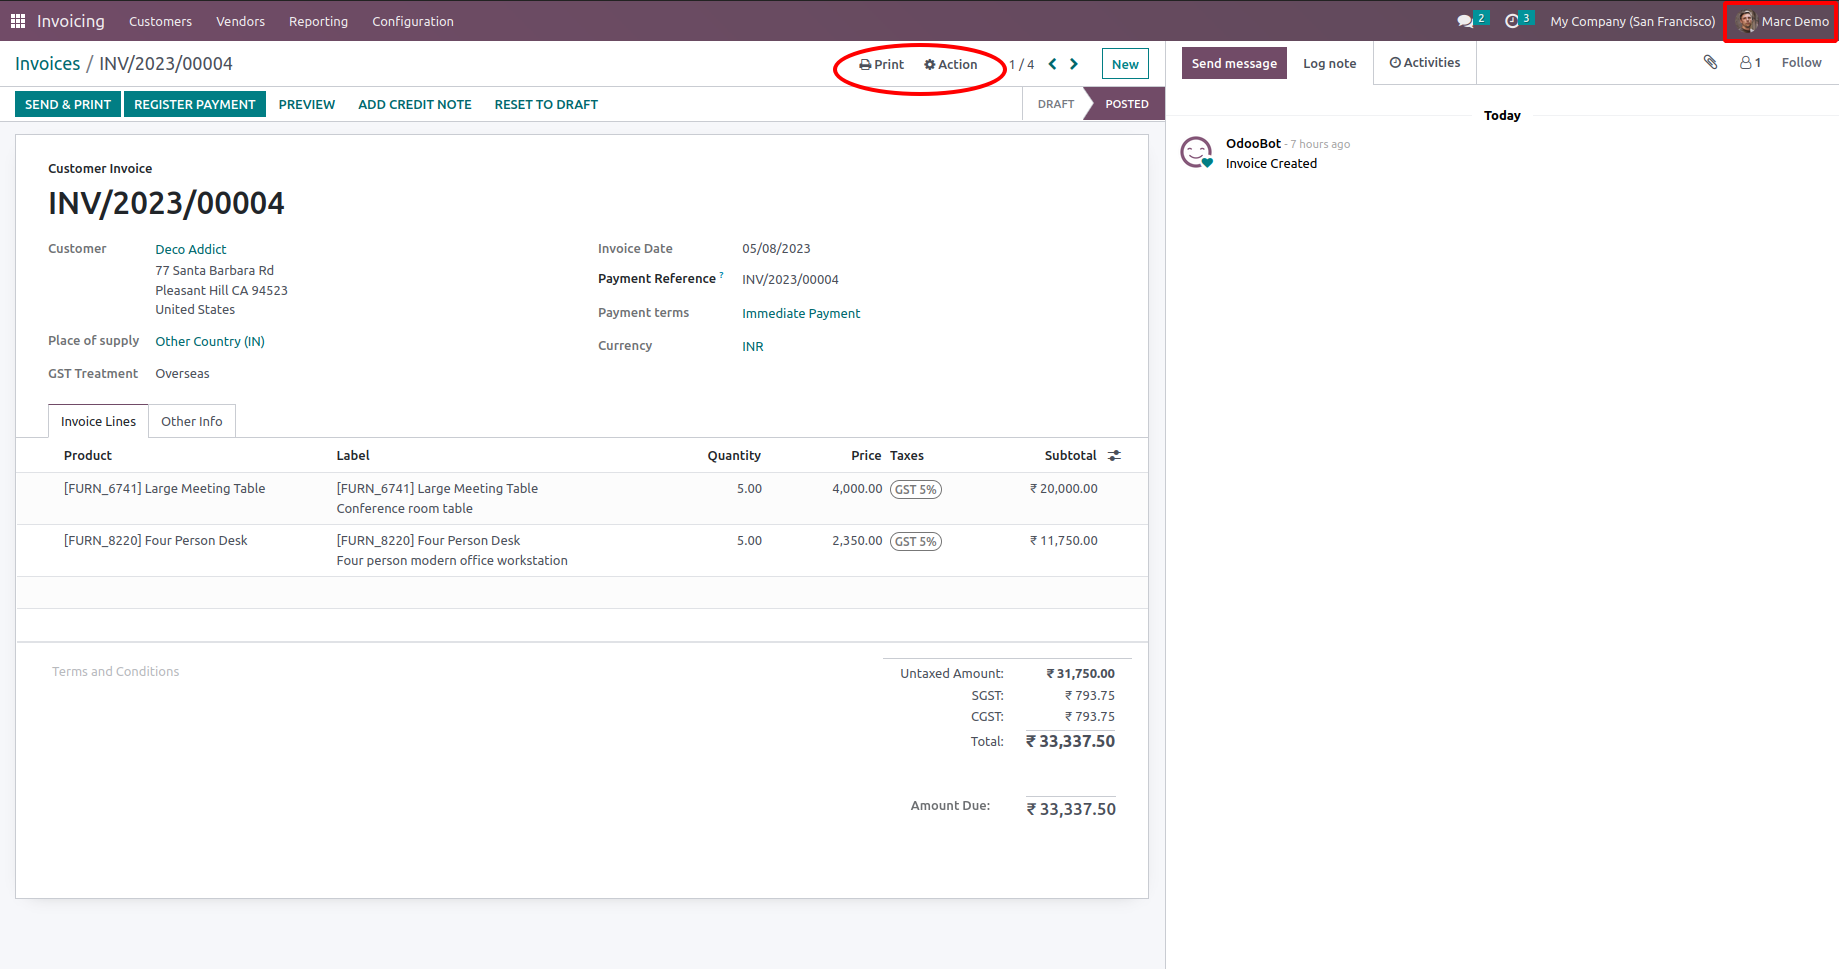 Invoicing Customers Vendors Reporting Configuration 2 3 My Company (San Francisco) Marc Demo
Invoices / INV/2023/00004 Print Action 1 / 4 New Send message Log note Activities 1 Follow
SEND & PRINT REGISTER PAYMENT PREVIEW ADD CREDIT NOTE RESET TO DRAFT DRAFT POSTED
Today
OdooBot - 7 hours ago
Invoice Created
Customer Invoice
INV/2023/00004
Customer Deco Addict
77 Santa Barbara Rd
Pleasant Hill CA 94523
United States
Place of supply Other Country (IN)
GST Treatment Overseas
Invoice Date 05/08/2023
Payment Reference ? INV/2023/00004
Payment terms Immediate Payment
Currency INR
Invoice Lines Other Info
Product Label Quantity Price Taxes Subtotal
[FURN_6741] Large Meeting Table [FURN_6741] Large Meeting Table 5.00 4,000.00 GST 5% ₹ 20,000.00
Conference room table
[FURN_8220] Four Person Desk [FURN_8220] Four Person Desk 5.00 2,350.00 GST 5% ₹ 11,750.00
Four person modern office workstation
Terms and Conditions
Untaxed Amount: ₹ 31,750.00
SGST: ₹ 793.75
CGST: ₹ 793.75
Total: ₹ 33,337.50
Amount Due: ₹ 33,337.50